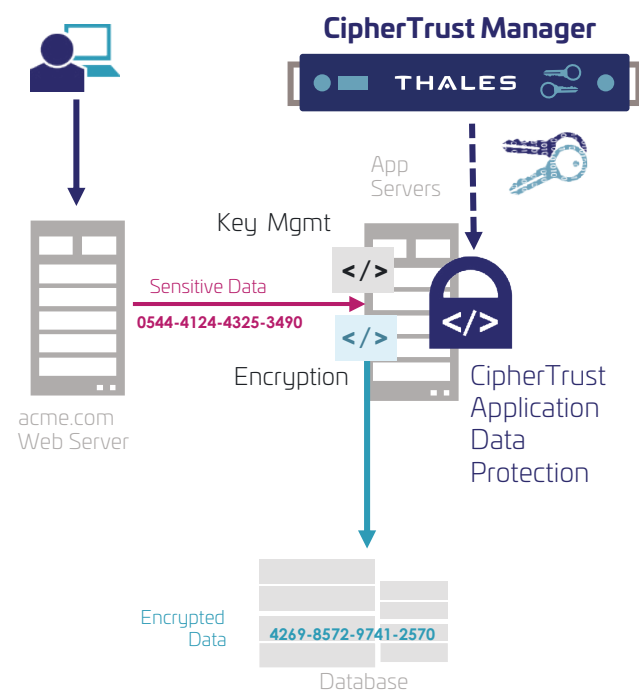 CipherTrust Manager
THALES
App
Servers
Key Mgmt
</>
Sensitive Data
0544-4124-4325-3490
</>
</>
Encryption
CipherTrust
Application
Data
Protection
acme.com
Web Server
Encrypted
Data
4269-8572-9741-2570
Database